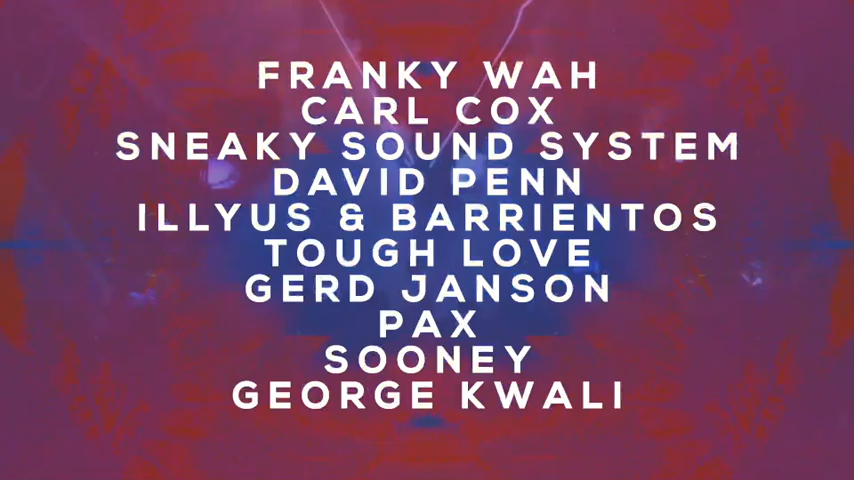 FRANKY WAH
CARL COX
SNEAKY SOUND SYSTEM
DAVID PENN
ILLYUS & BARRIENTOS
TOUGH LOVE
GERD JANSON
PAX
SOONEY
GEORGE KWALI